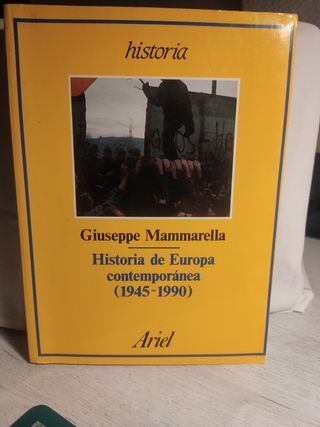 historia
Giuseppe Mammarella
Historia de Europa
contemporánea
(1945-1990)
Ariel